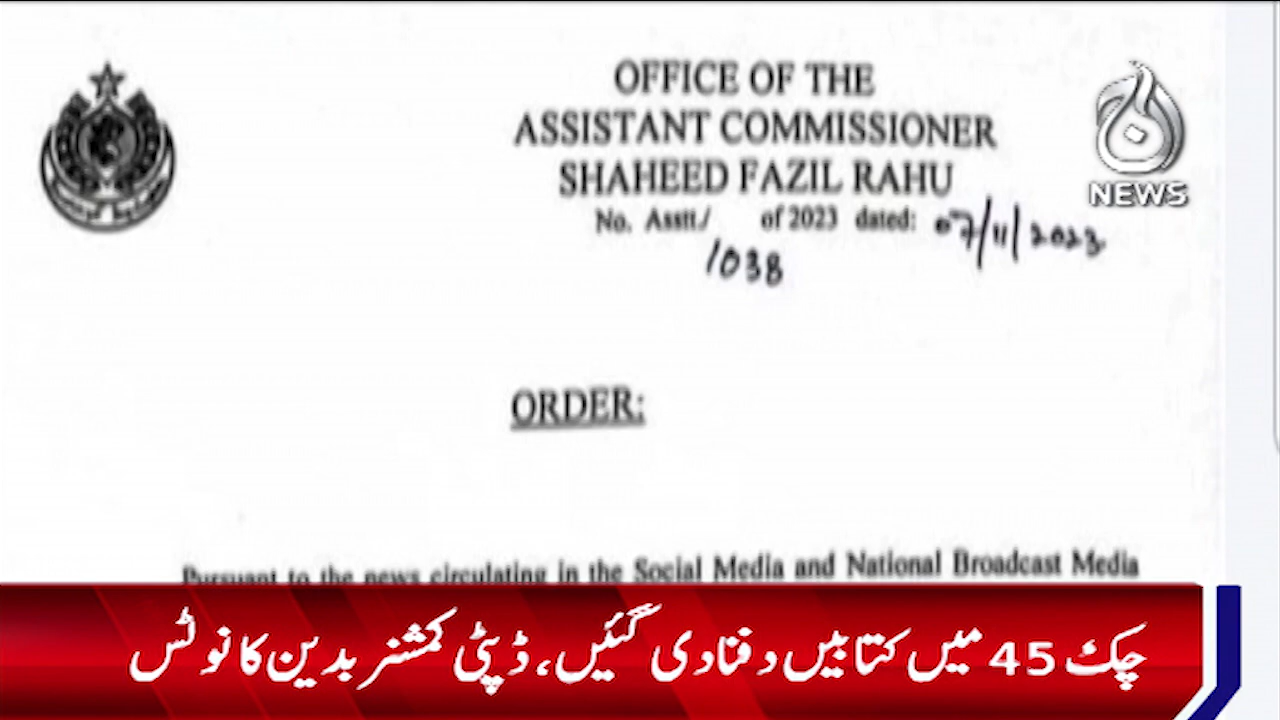 OFFICE OF THE
ASSISTANT COMMISSIONER
SHAHEED FAZIL RAHU
No. Asstt./ of 2023 dated: 07/11/2023
/038
NEWS
ORDER:
Pursuant to the news circulating in the Social Media and National Broadcast Media
چک 45 میں کتابیں دفنادی گئیں، ڈپٹی کمشنر بدین کا نوٹس